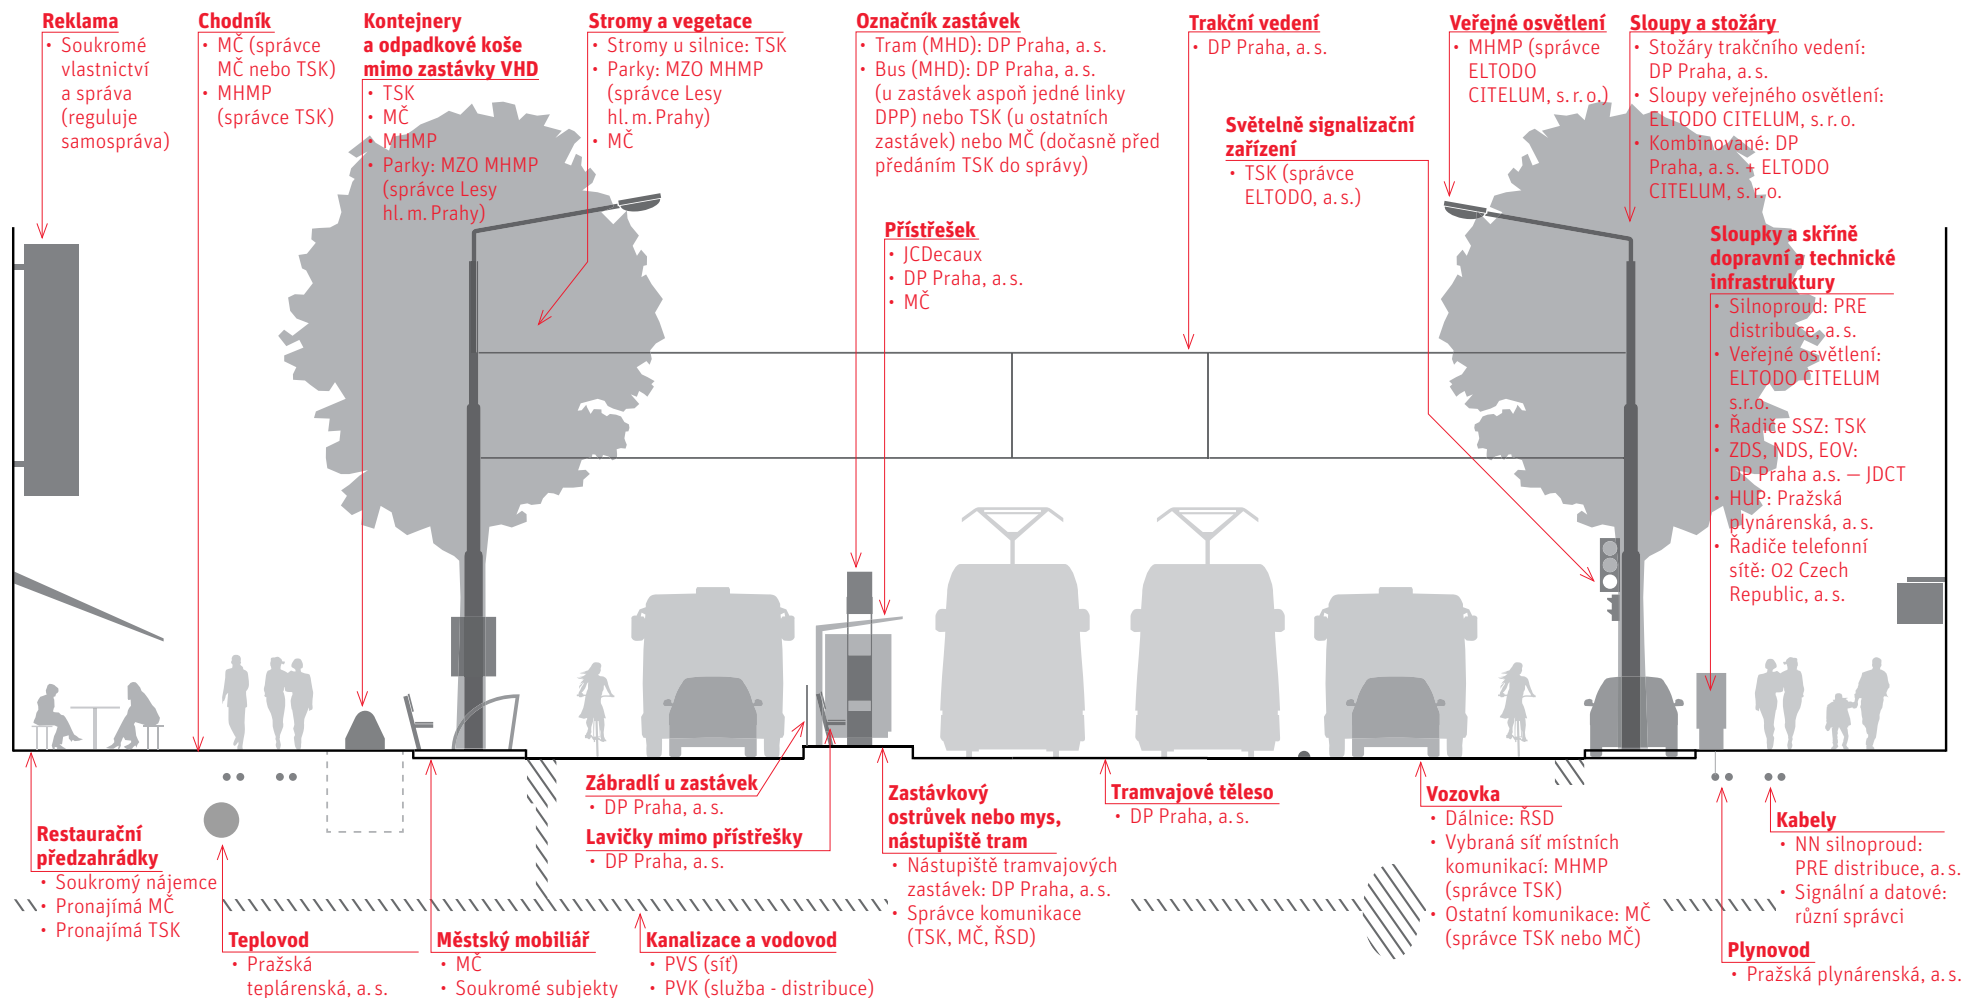 Reklama
• Soukromé
vlastnictví
a správa
(reguluje
samospráva)
Chodník
• MČ (správce
MČ nebo TSK)
• MHMP
(správce TSK)
Kontejnery
a odpadkové koše
mimo zastávky VHD
• TSK
• MČ
• MHMP
• Parky: MZO MHMP
(správce Lesy
hl. m. Prahy)
Stromy a vegetace
• Stromy u silnice: TSK
• Parky: MZO MHMP
(správce Lesy
hl. m. Prahy)
• MČ
Označník zastávek
• Tram (MHD): DP Praha, a. s.
• Bus (MHD): DP Praha, a. s.
(u zastávek aspoň jedné linky
DPP) nebo TSK (u ostatních
zastávek) nebo MČ (dočasně před
předáním TSK do správy)
Přístřešek
• JCDecaux
• DP Praha, a. s.
• MČ
Trakční vedení
• DP Praha, a. s.
Světelně signalizační
zařízení
• TSK (správce
ELTODO, a. s.)
Veřejné osvětlení
• MHMP (správce
ELTODO
CITELUM, s. r. o.)
Sloupy a stožáry
• Stožáry trakčního vedení:
DP Praha, a. s.
• Sloupy veřejného osvětlení:
ELTODO CITELUM, s. r. o.
• Kombinované: DP
Praha, a. s. + ELTODO
CITELUM, s. r. o.
Sloupky a skříně
dopravní a technické
infrastruktury
• Silnoproud: PRE
distribuce, a. s.
• Veřejné osvětlení:
ELTODO CITELUM
s.r.o.
• Řadiče SSZ: TSK
• ZDS, NDS, EOV:
DP Praha a.s. — JDCT
• HUP: Pražská
plynárenská, a. s.
• Řadiče telefonní
sítě: O2 Czech
Republic, a. s.
Restaurační
předzahrádky
• Soukromý nájemce
• Pronajímá MČ
• Pronajímá TSK
Teplovod
• Pražská
teplárenská, a. s.
Městský mobiliář
• MČ
• Soukromé subjekty
Zábradlí u zastávek
• DP Praha, a. s.
Lavičky mimo přístřešky
• DP Praha, a. s.
Kanalizace a vodovod
• PVS (síť)
• PVK (služba - distribuce)
Zastávkový
ostrůvek nebo mys,
nástupiště tram
• Nástupiště tramvajových
zastávek: DP Praha, a. s.
• Správce komunikace
(TSK, MČ, ŘSD)
Tramvajové těleso
• DP Praha, a. s.
Vozovka
• Dálnice: ŘSD
• Vybraná síť místních
komunikací: MHMP
(správce TSK)
• Ostatní komunikace: MČ
(správce TSK nebo MČ)
Kabely
• NN silnoproud:
PRE distribuce, a. s.
• Signální a datové:
různí správci
Plynovod
• Pražská plynárenská, a. s.